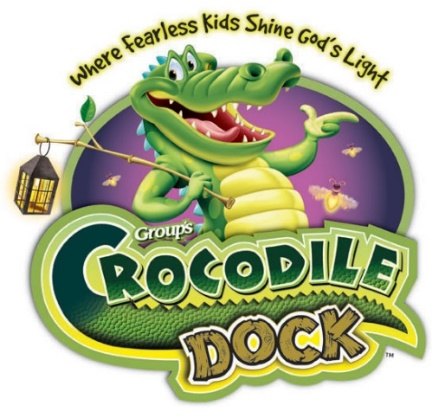 Where Fearless Kids Shine God's Light
Group's
CROCODILE
DOCK
TM